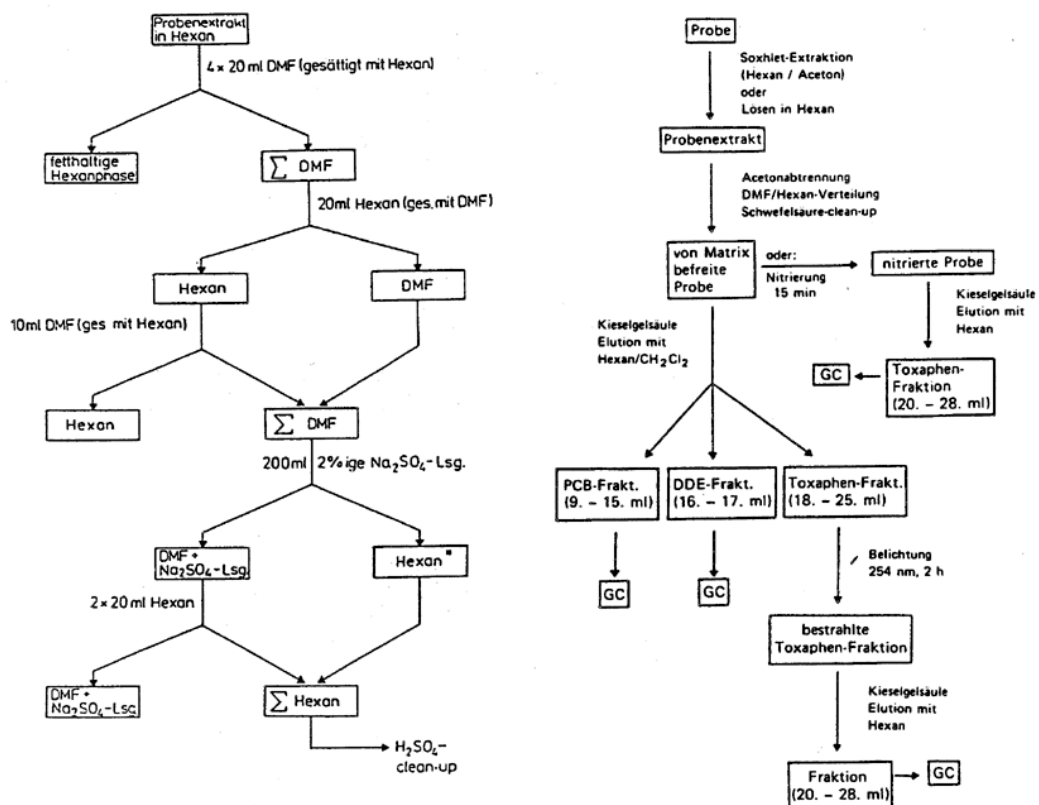 Probenextrakt
in Hexan
4 x 20 ml DMF (gesättigt mit Hexan)
fetthaltige
Hexanphase
∑ DMF
20ml Hexan (ges. mit DMF)
Hexan
DMF
10ml DMF (ges mit Hexan)
Hexan
∑ DMF
200ml 2%ige Na₂SO₄-Lsg.
DMF +
Na₂SO₄-Lsg.
Hexan*
2 x 20 ml Hexan
DMF +
Na₂SO₄-Lsg.
∑ Hexan
H₂SO₄-
clean-up
Probe
Soxhlet-Extraktion
(Hexan / Aceton)
oder
Lösen in Hexan
Probenextrakt
Acetonabtrennung
DMF/Hexan-Verteilung
Schwefelsäure-clean-up
von Matrix
befreite
Probe
oder:
Nitrierung
15 min
nitrierte Probe
Kieselgelsäule
Elution mit
Hexan
Toxaphen-
Fraktion
(20. – 28. ml)
GC
Kieselgelsäule
Elution mit
Hexan/CH₂Cl₂
PCB-Frakt.
(9. – 15. ml)
DDE-Frakt.
(16. – 17. ml)
Toxaphen-Frakt.
(18. – 25. ml)
GC
GC
Belichtung
254 nm, 2 h
bestrahlte
Toxaphen-Fraktion
Kieselgelsäule
Elution mit
Hexan
Fraktion
(20. – 28. ml)
GC